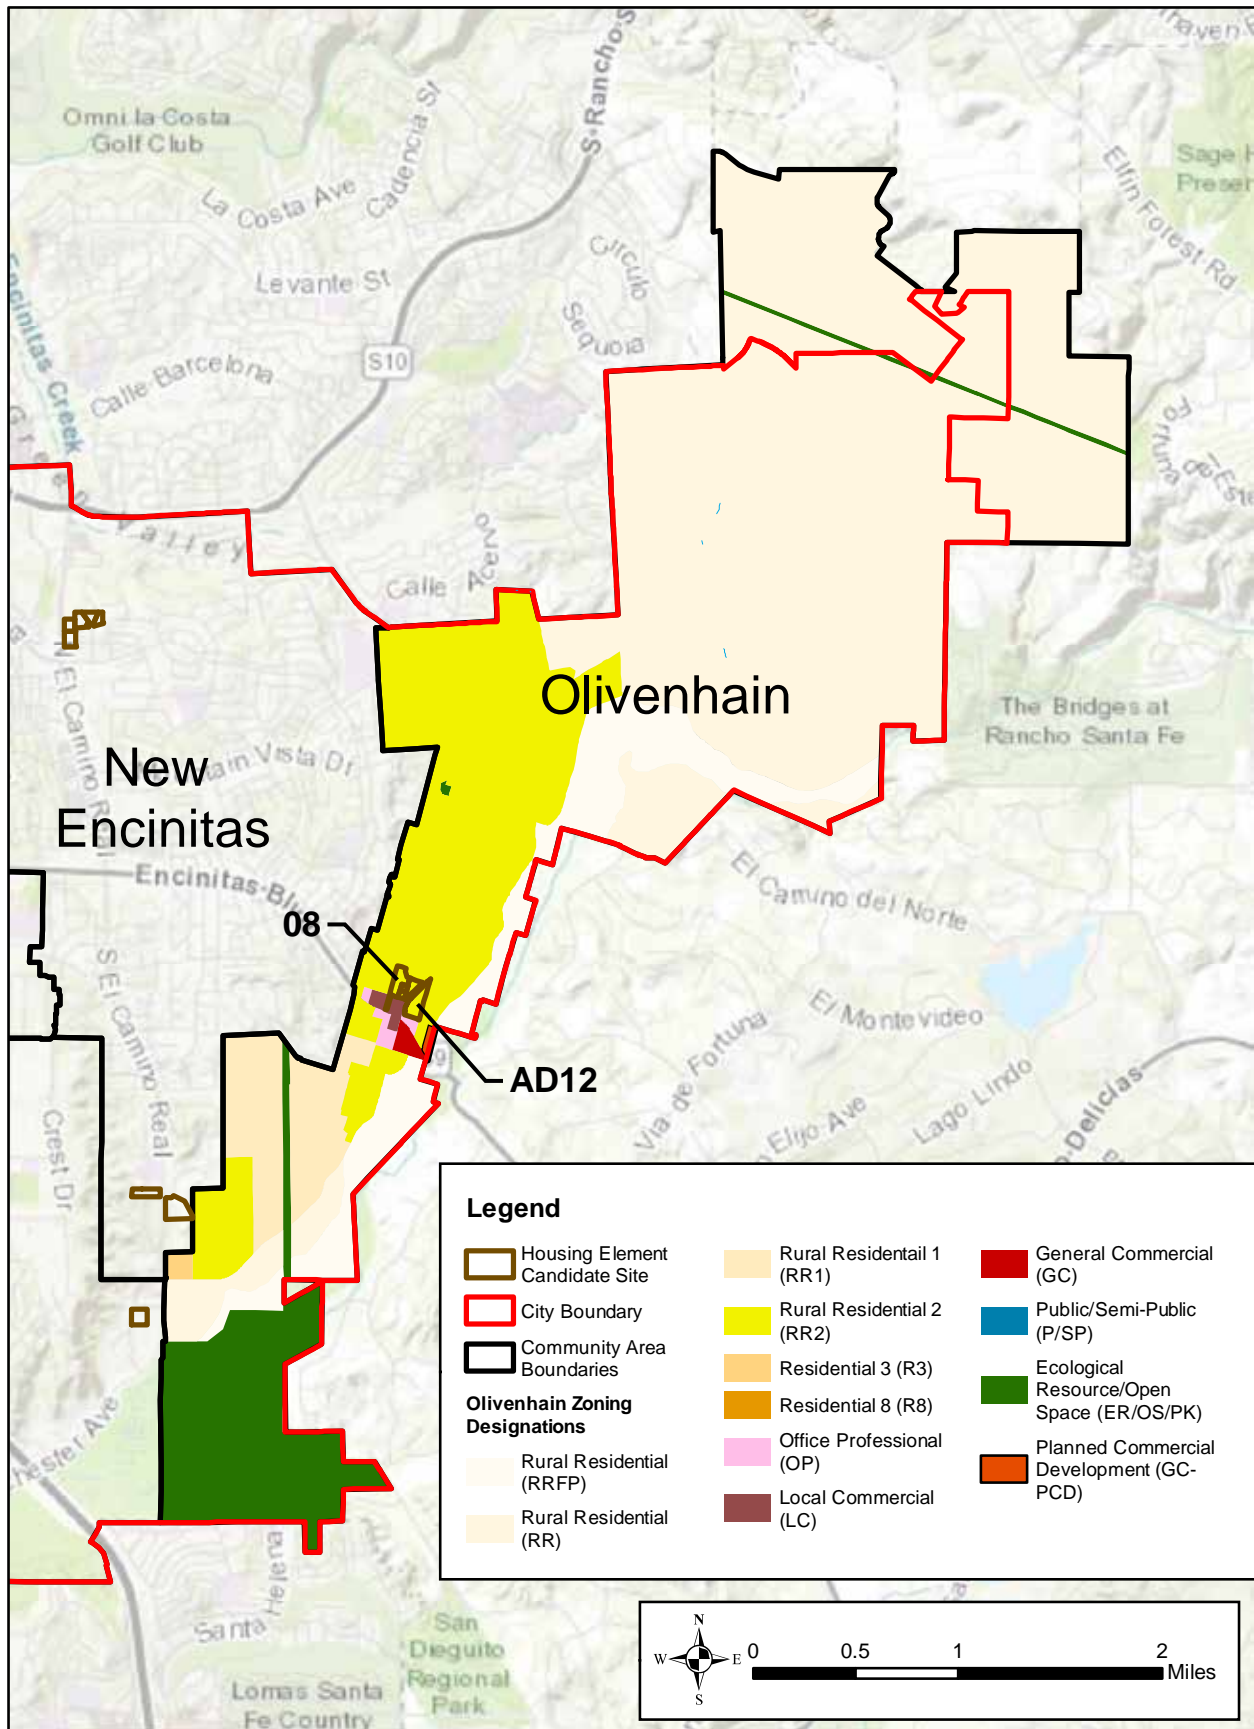 Omni la Costa
Golf Club
La Costa Ave
Cadencia St
S-Rancho-S
Elfin Forest Rd
Levante St
Circulo
Sequoia
S10
Calle Barcelona
Encinitas Creek
Green Valley
Calle Acervo
Fortuna
Olivenhain
The Bridges at
Rancho Santa Fe
N El Camino Real
New
Encinitas
Encinitas-Bl
El Camino del Norte
08
S El Camino Real
El Montevideo
Via de Fortuna
AD12
Elijo Ave
Lago Lindo
Delicias
Crest Dr
Legend
Housing Element
Candidate Site
City Boundary
Community Area
Boundaries
Olivenhain Zoning
Designations
Rural Residential
(RRFP)
Rural Residential
(RR)
Rural Residentail 1
(RR1)
Rural Residential 2
(RR2)
Residential 3 (R3)
Residential 8 (R8)
Office Professional
(OP)
Local Commercial
(LC)
General Commercial
(GC)
Public/Semi-Public
(P/SP)
Ecological
Resource/Open
Space (ER/OS/PK)
Planned Commercial
Development (GC-
PCD)
Santa Helena
San
Dieguito
Regional
Park
Lomas Santa
Fe Country
N
W E
S
0 0.5 1 2
Miles